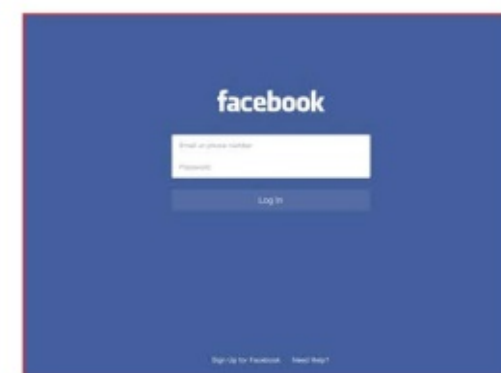 facebook
Email or phone number
Password
Log In
Sign Up for Facebook Need Help?